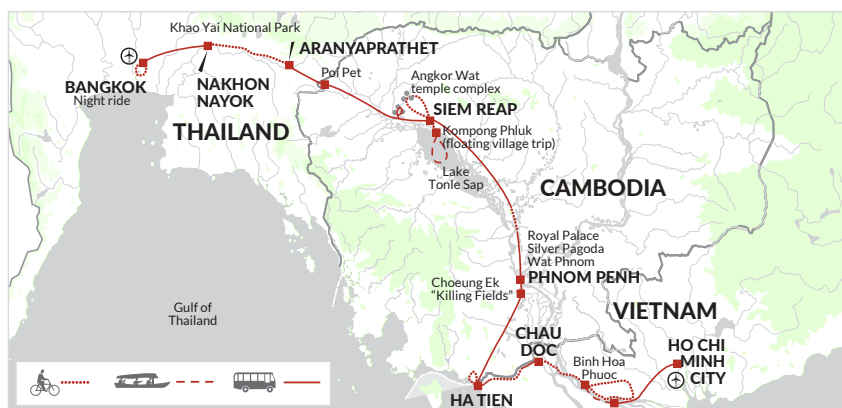 Khao Yai National Park
ARANYAPRATHET
Poi Pet
BANGKOK
Night ride
NAKHON
NAYOK
Angkor Wat
temple complex
SIEM REAP
THAILAND
Kompong Phluk
(floating village trip)
Lake
Tonle Sap
CAMBODIA
Royal Palace
Silver Pagoda
Wat Phnom
PHNOM PENH
Choeung Ek
"Killing Fields"
Gulf of
Thailand
VIETNAM
CHAU
DOC
Binh Hoa
Phuoc
HO CHI
MINH
CITY
HA TIEN